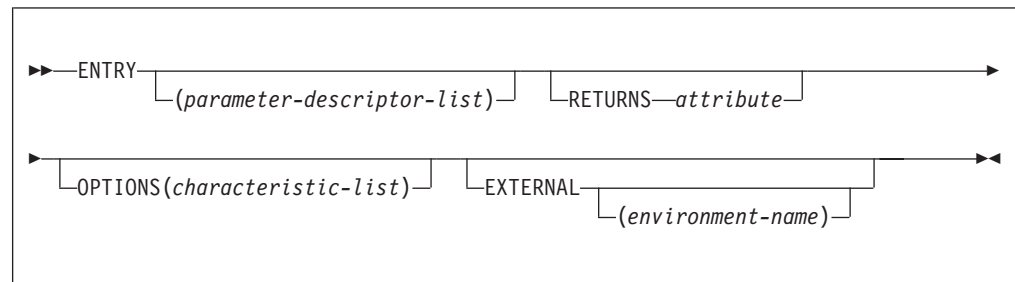 ENTRY
(parameter-descriptor-list)
RETURNS attribute
OPTIONS(characteristic-list)
EXTERNAL
(environment-name)